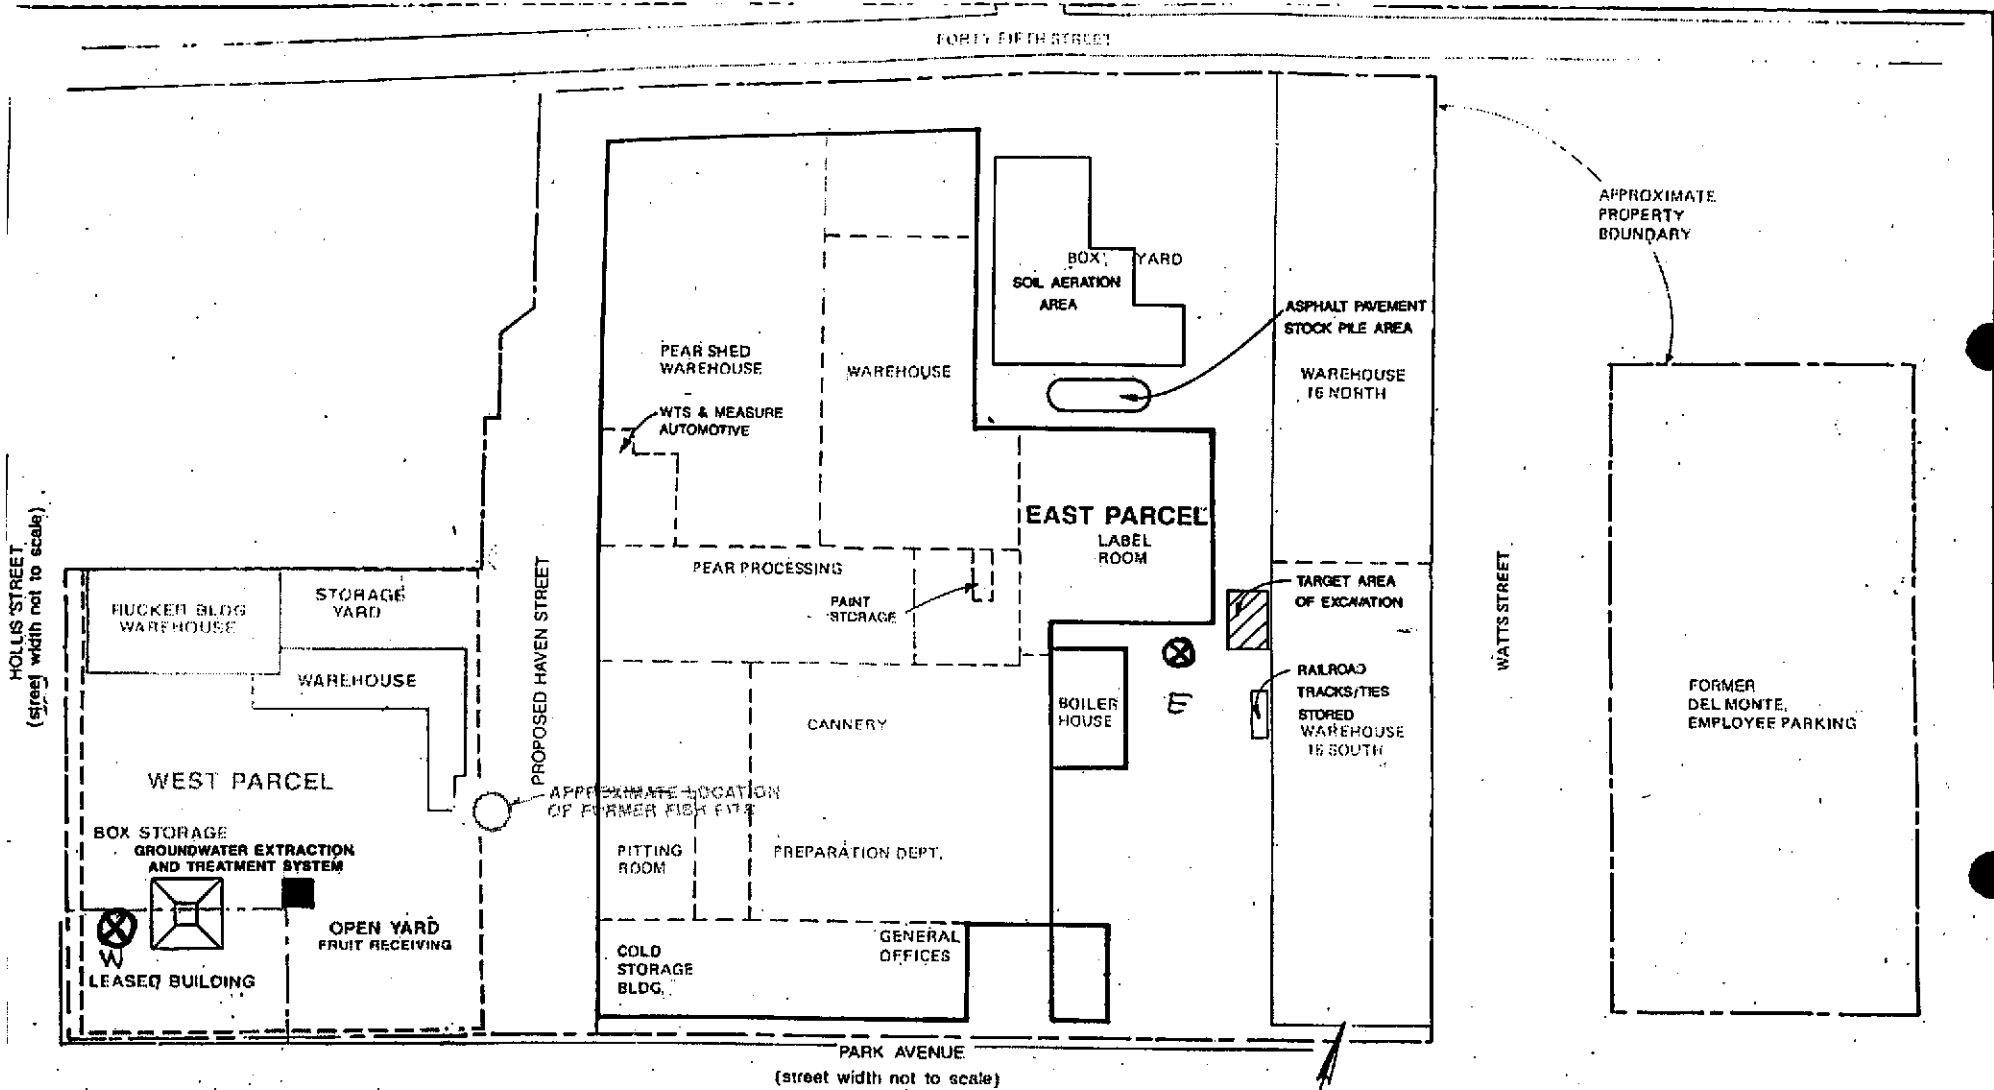 FORTY FIFTH STREET
APPROXIMATE
PROPERTY
BOUNDARY
BOX YARD
SOIL AERATION
AREA
ASPHALT PAVEMENT
STOCK PILE AREA
PEAR SHED
WAREHOUSE
WAREHOUSE
WAREHOUSE
16 NORTH
WTS & MEASURE
AUTOMOTIVE
EAST PARCEL
LABEL
ROOM
HOLLIS STREET
(street width not to scale)
PROPOSED HAVEN STREET
WATTS STREET
PEAR PROCESSING
PAINT
STORAGE
TARGET AREA
OF EXCAVATION
STORAGE
YARD
RUCKER BLDG
WAREHOUSE
WAREHOUSE
RAILROAD
TRACKS/TIES
STORED
WAREHOUSE
16 SOUTH
E
BOILER
HOUSE
CANNERY
FORMER
DEL MONTE,
EMPLOYEE PARKING
WEST PARCEL
APPROXIMATE LOCATION
OF FORMER FISH PITS
BOX STORAGE
GROUNDWATER EXTRACTION
AND TREATMENT SYSTEM
PITTING
ROOM
PREPARATION DEPT.
OPEN YARD
FRUIT RECEIVING
W
LEASED BUILDING
COLD
STORAGE
BLDG.
GENERAL
OFFICES
PARK AVENUE
(street width not to scale)